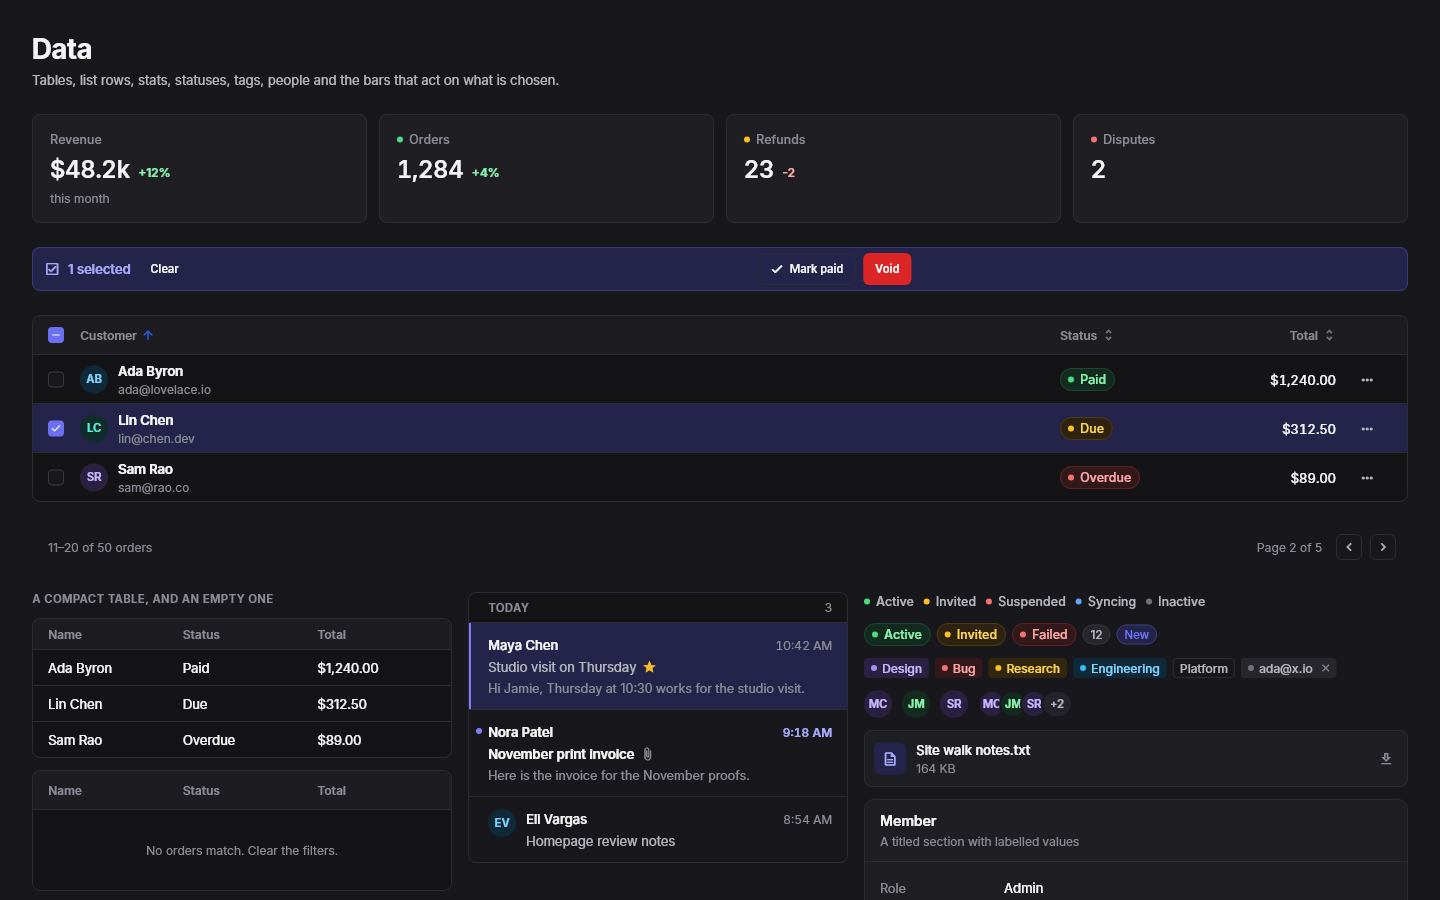 Data
Tables, list rows, stats, statuses, tags, people and the bars that act on what is chosen.
Revenue
$48.2k +12%
this month
Orders
1,284 +4%
Refunds
23 -2
Disputes
2
1 selected Clear Mark paid Void
Customer Status Total
AB Ada Byron
ada@lovelace.io
Paid $1,240.00
LC Lin Chen
lin@chen.dev
Due $312.50
SR Sam Rao
sam@rao.co
Overdue $89.00
11–20 of 50 orders Page 2 of 5
A COMPACT TABLE, AND AN EMPTY ONE
Name Status Total
Ada Byron Paid $1,240.00
Lin Chen Due $312.50
Sam Rao Overdue $89.00
Name Status Total
No orders match. Clear the filters.
TODAY 3
Maya Chen 10:42 AM
Studio visit on Thursday
Hi Jamie, Thursday at 10:30 works for the studio visit.
Nora Patel 9:18 AM
November print invoice
Here is the invoice for the November proofs.
EV Eli Vargas 8:54 AM
Homepage review notes
Active Invited Suspended Syncing Inactive
Active Invited Failed 12 New
Design Bug Research Engineering Platform ada@x.io
MC JM SR MC JM SR +2
Site walk notes.txt
164 KB
Member
A titled section with labelled values
Role Admin